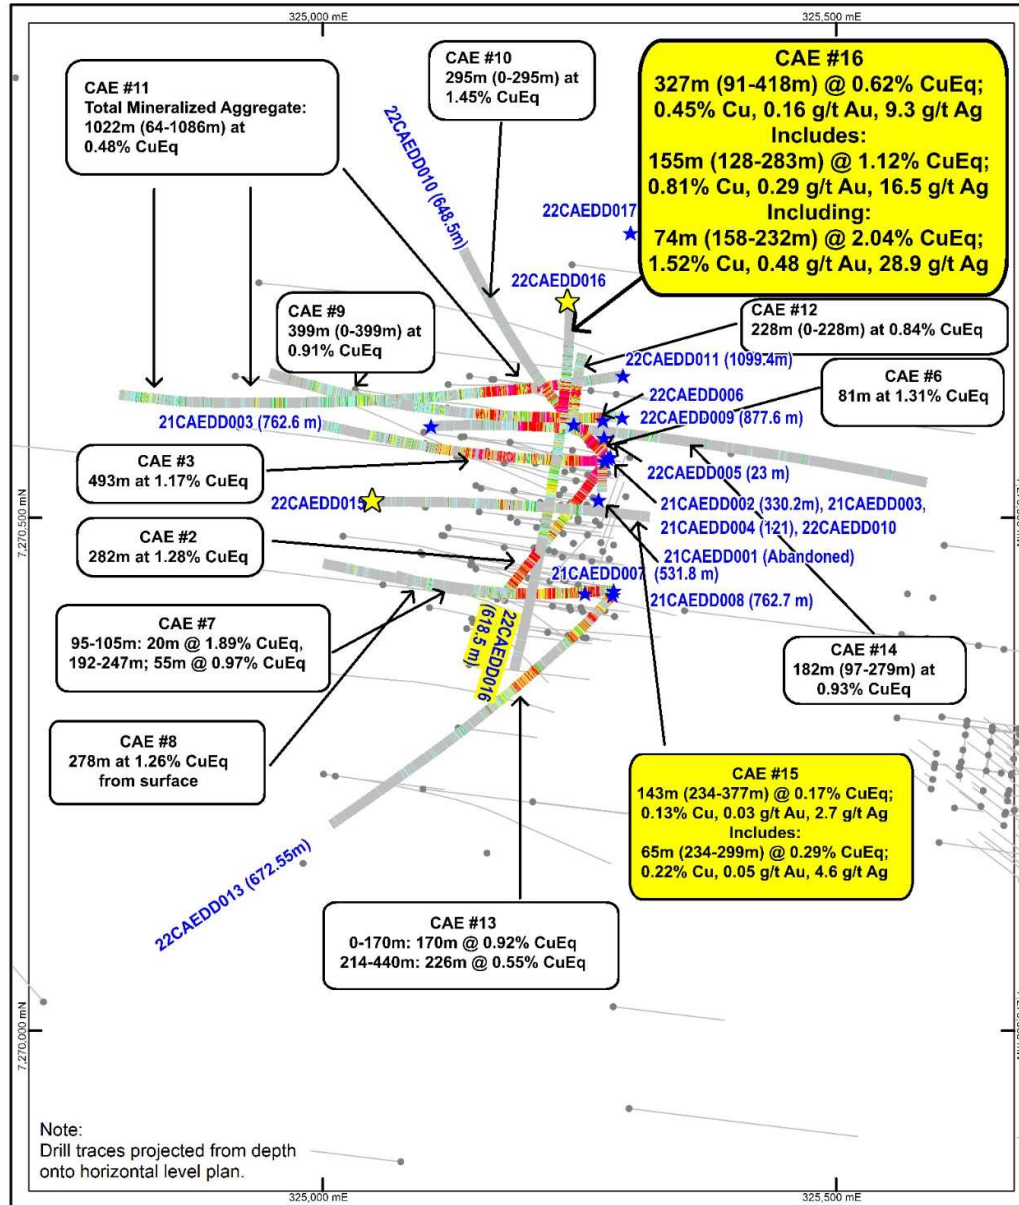 325,000 mE
325,500 mE
CAE #11
Total Mineralized Aggregate:
1022m (64-1086m) at
0.48% CuEq
CAE #10
295m (0-295m) at
1.45% CuEq
CAE #16
327m (91-418m) @ 0.62% CuEq;
0.45% Cu, 0.16 g/t Au, 9.3 g/t Ag
Includes:
155m (128-283m) @ 1.12% CuEq;
0.81% Cu, 0.29 g/t Au, 16.5 g/t Ag
Including:
74m (158-232m) @ 2.04% CuEq;
1.52% Cu, 0.48 g/t Au, 28.9 g/t Ag
22CAEDD010 (648.5m)
22CAEDD017
22CAEDD016
CAE #9
399m (0-399m) at
0.91% CuEq
CAE #12
228m (0-228m) at 0.84% CuEq
22CAEDD011 (1099.4m)
CAE #6
81m at 1.31% CuEq
22CAEDD006
22CAEDD009 (877.6 m)
21CAEDD003 (762.6 m)
CAE #3
493m at 1.17% CuEq
22CAEDD005 (23 m)
22CAEDD015
21CAEDD002 (330.2m), 21CAEDD003,
21CAEDD004 (121), 22CAEDD010
7,270,500 mN
CAE #2
282m at 1.28% CuEq
21CAEDD001 (Abandoned)
21CAEDD007 (531.8 m)
21CAEDD008 (762.7 m)
CAE #7
95-105m: 20m @ 1.89% CuEq,
192-247m; 55m @ 0.97% CuEq
22CAEDD016
(618.5 m)
CAE #14
182m (97-279m) at
0.93% CuEq
CAE #8
278m at 1.26% CuEq
from surface
CAE #15
143m (234-377m) @ 0.17% CuEq;
0.13% Cu, 0.03 g/t Au, 2.7 g/t Ag
Includes:
65m (234-299m) @ 0.29% CuEq;
0.22% Cu, 0.05 g/t Au, 4.6 g/t Ag
22CAEDD013 (672.55m)
CAE #13
0-170m: 170m @ 0.92% CuEq
214-440m: 226m @ 0.55% CuEq
7,270,000 mN
Note:
Drill traces projected from depth
onto horizontal level plan.
325,000 mE
325,500 mE